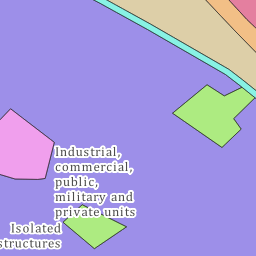 Industrial,
commercial,
public,
military and
private units
Isolated
structures